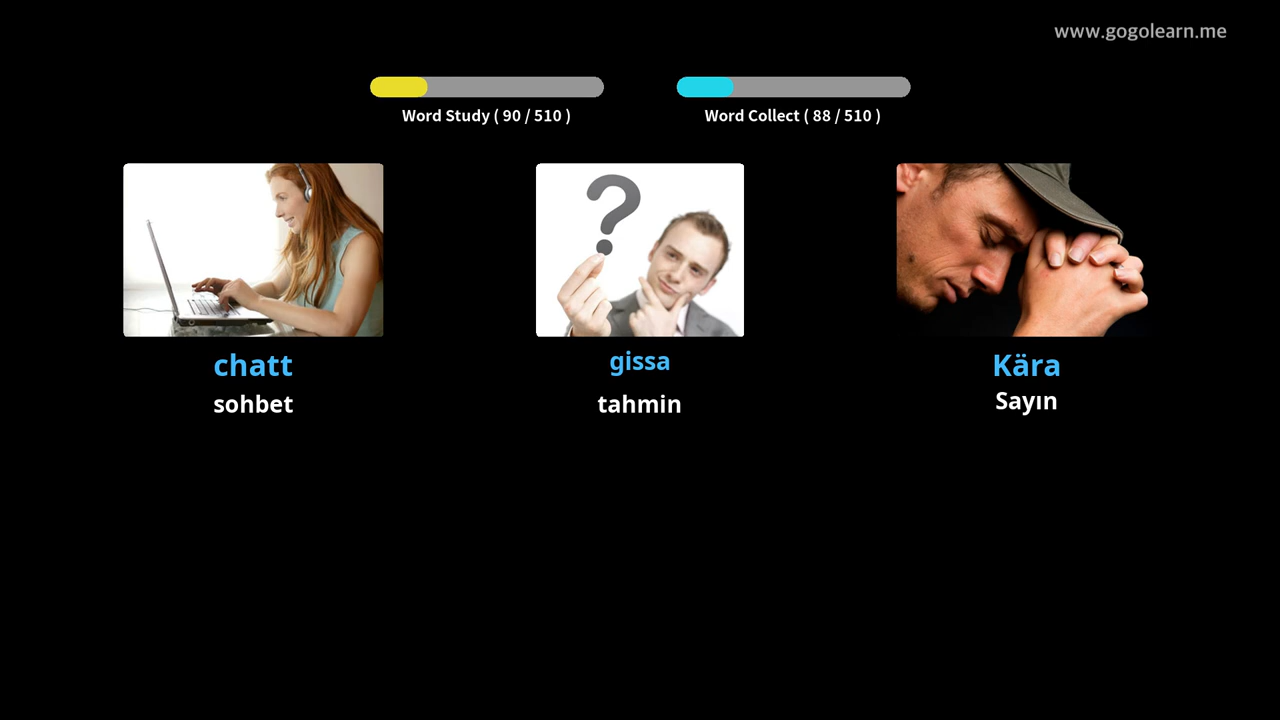 www.gogolearn.me
Word Study ( 90 / 510 )
Word Collect ( 88 / 510 )
chatt
sohbet
gissa
tahmin
Kära
Sayın